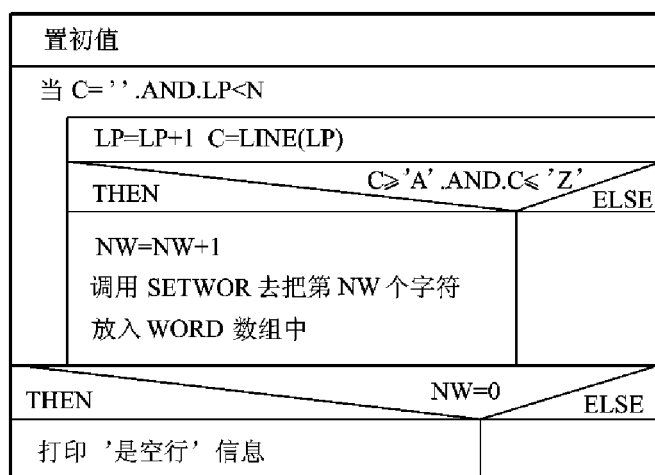 置初值
当 C= ' ' .AND.LP<N
LP=LP+1 C=LINE(LP)
C⩾'A' .AND.C⩽ 'Z'
THEN
ELSE
NW=NW+1
调用 SETWOR 去把第 NW 个字符
放入 WORD 数组中
NW=0
THEN
ELSE
打印 '是空行' 信息